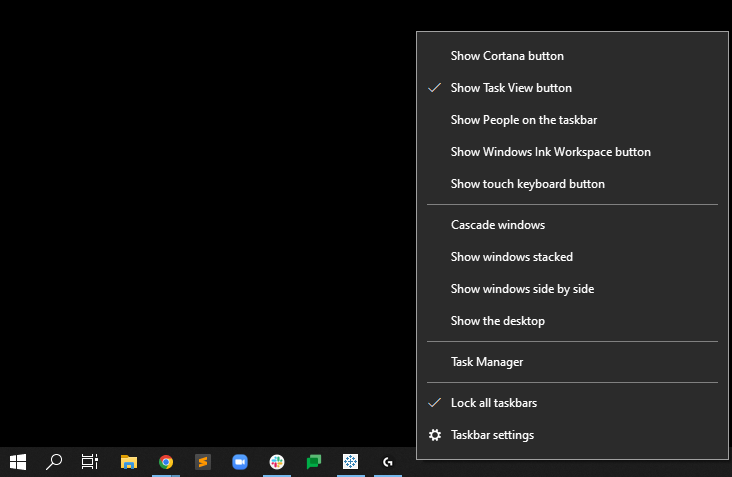 Show Cortana button
Show Task View button
Show People on the taskbar
Show Windows Ink Workspace button
Show touch keyboard button
Cascade windows
Show windows stacked
Show windows side by side
Show the desktop
Task Manager
Lock all taskbars
Taskbar settings